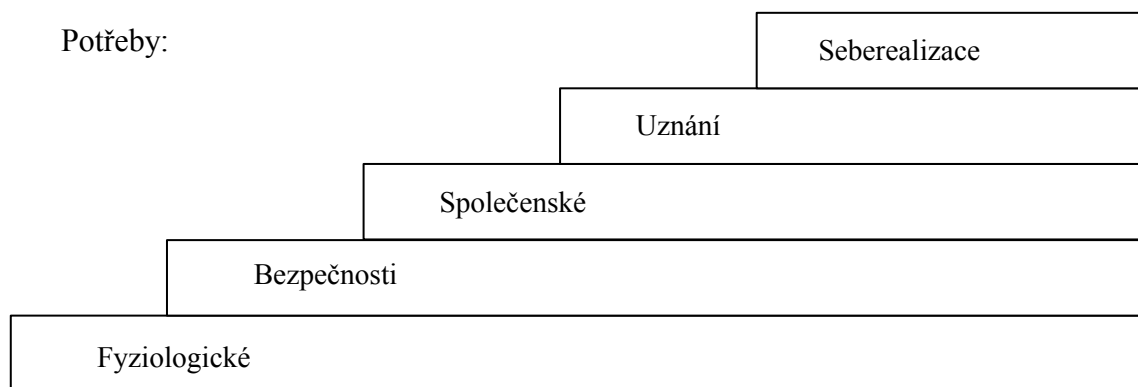 Potřeby:
Seberealizace
Uznání
Společenské
Bezpečnosti
Fyziologické